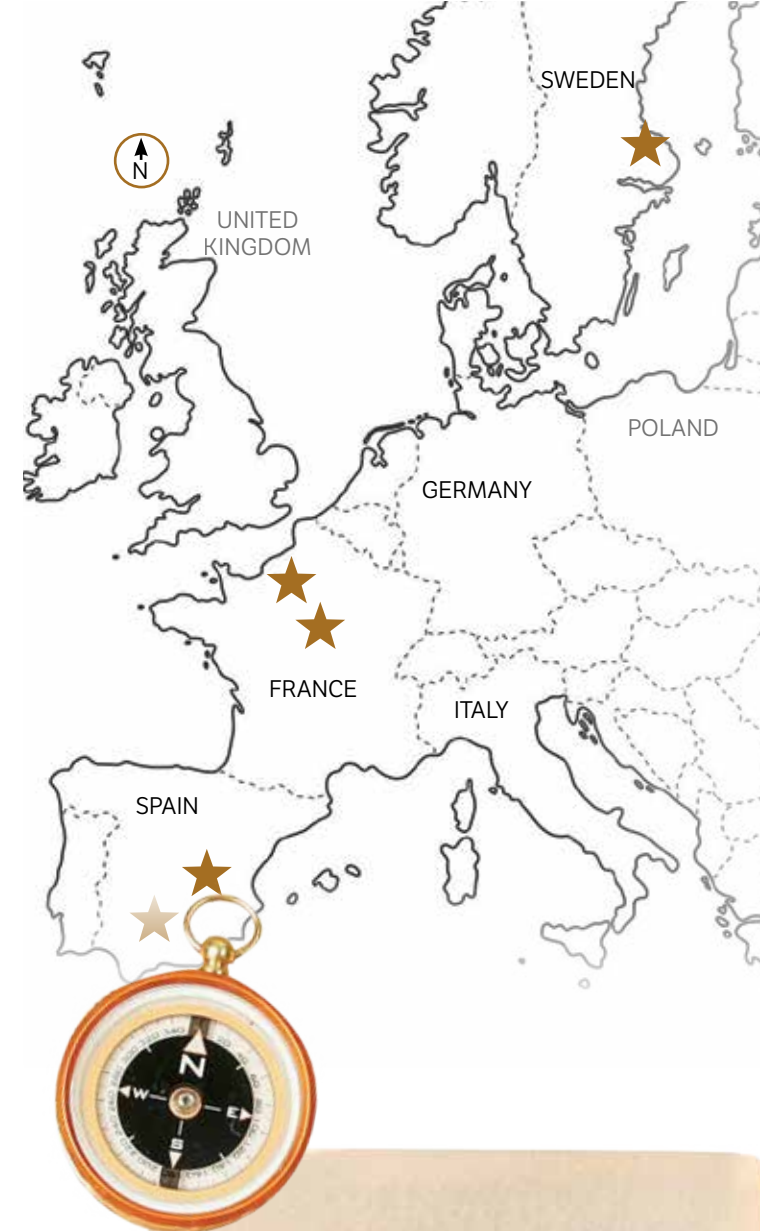 SWEDEN
N
UNITED
KINGDOM
POLAND
GERMANY
FRANCE
ITALY
SPAIN
N
W
E
S